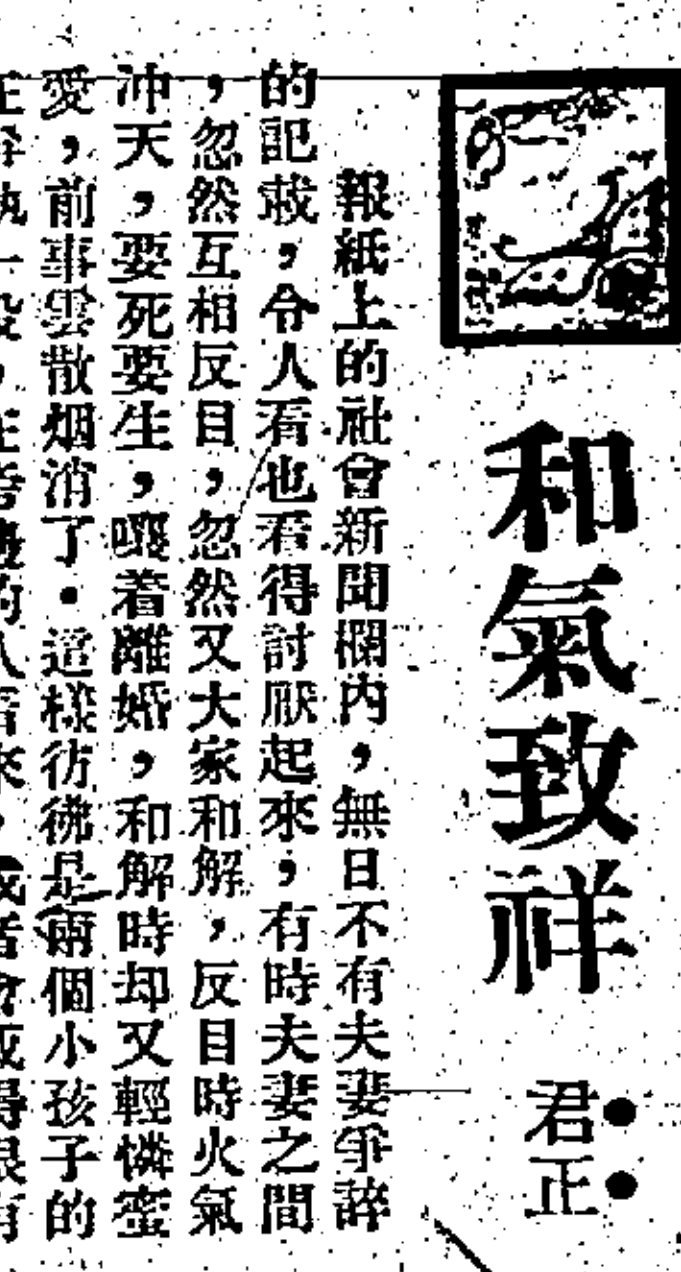 和氣致祥
君正
報紙上的社會新聞欄内，無日不有夫妻爭辭
的記載，令人看也看得討厭起來，有時夫妻之間
，忽然互相反目，忽然又大家和解，反目時火氣
沖天，要死要生，嚷着離婚，和解時却又輕憐蜜
愛，前事雲散烟消了。這樣彷彿是兩個小孩子的